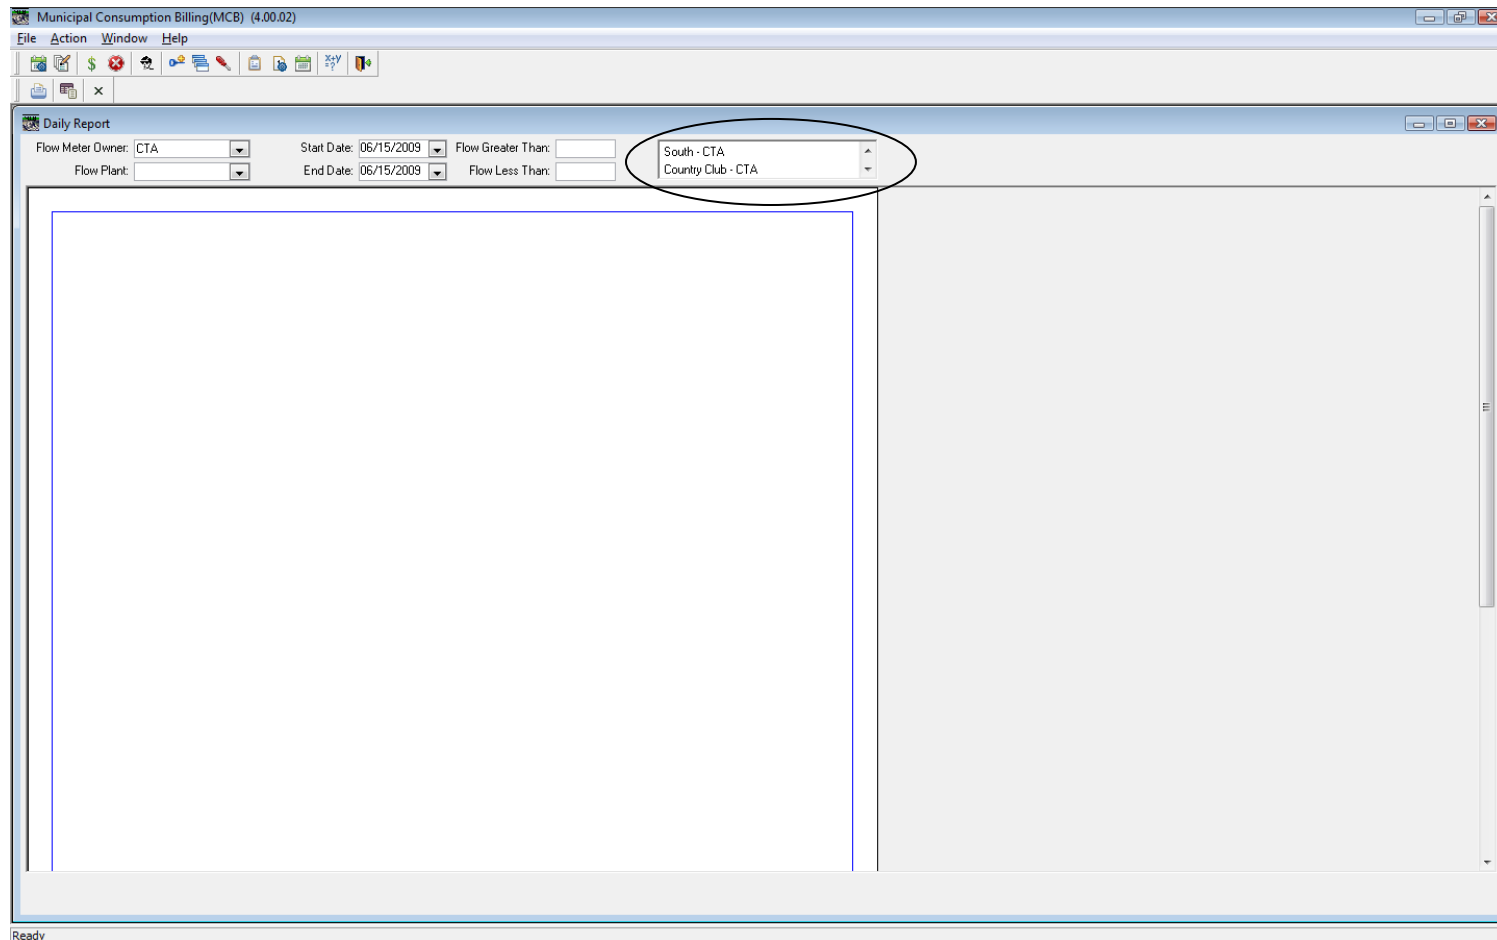 Municipal Consumption Billing(MCB) (4.00.02)
File Action Window Help
Daily Report
Flow Meter Owner: CTA Start Date: 06/15/2009 Flow Greater Than:
Flow Plant: End Date: 06/15/2009 Flow Less Than:
South - CTA
Country Club - CTA
Ready